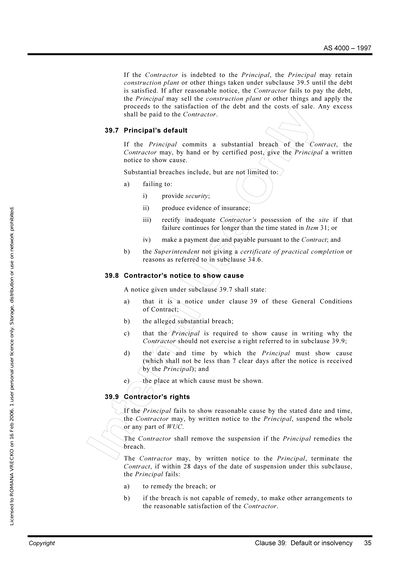 AS 4000 – 1997
If the Contractor is indebted to the Principal, the Principal may retain
construction plant or other things taken under subclause 39.5 until the debt
is satisfied. If after reasonable notice, the Contractor fails to pay the debt,
the Principal may sell the construction plant or other things and apply the
proceeds to the satisfaction of the debt and the costs of sale. Any excess
shall be paid to the Contractor.
39.7 Principal's default
If the Principal commits a substantial breach of the Contract, the
Contractor may, by hand or by certified post, give the Principal a written
notice to show cause.
Substantial breaches include, but are not limited to:
a) failing to:
i) provide security;
ii) produce evidence of insurance;
iii) rectify inadequate Contractor's possession of the site if that
failure continues for longer than the time stated in Item 31; or
iv) make a payment due and payable pursuant to the Contract; and
b) the Superintendent not giving a certificate of practical completion or
reasons as referred to in subclause 34.6.
39.8 Contractor's notice to show cause
A notice given under subclause 39.7 shall state:
a) that it is a notice under clause 39 of these General Conditions
of Contract;
b) the alleged substantial breach;
c) that the Principal is required to show cause in writing why the
Contractor should not exercise a right referred to in subclause 39.9;
d) the date and time by which the Principal must show cause
(which shall not be less than 7 clear days after the notice is received
by the Principal); and
e) the place at which cause must be shown.
39.9 Contractor's rights
If the Principal fails to show reasonable cause by the stated date and time,
the Contractor may, by written notice to the Principal, suspend the whole
or any part of WUC.
The Contractor shall remove the suspension if the Principal remedies the
breach.
The Contractor may, by written notice to the Principal, terminate the
Contract, if within 28 days of the date of suspension under this subclause,
the Principal fails:
a) to remedy the breach; or
b) if the breach is not capable of remedy, to make other arrangements to
the reasonable satisfaction of the Contractor.
Licensed to ROMANA VRECKO on 16 Feb 2006. 1 user personal user licence only. Storage, distribution or use on network prohibited.
Copyright
Clause 39: Default or insolvency 35